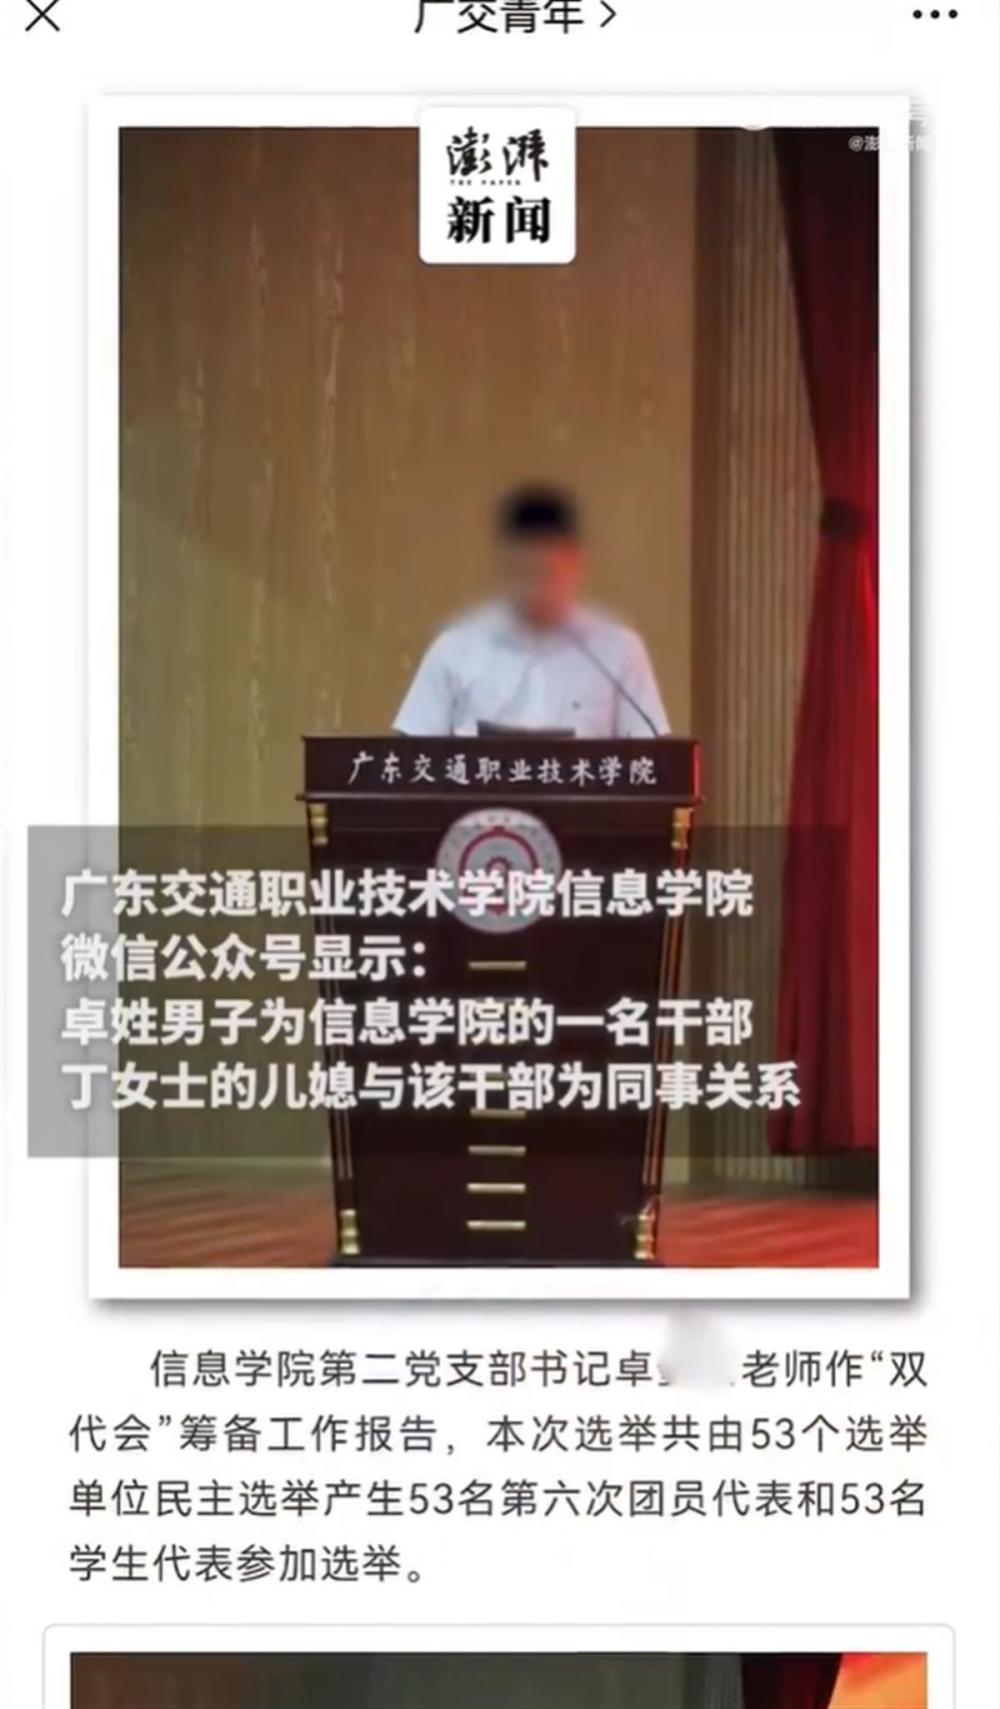 广交青年
澎湃
THE PAPER
新闻
广东交通职业技术学院
广东交通职业技术学院信息学院
微信公众号显示：
卓姓男子为信息学院的一名干部
丁女士的儿媳与该干部为同事关系
信息学院第二党支部书记卓 老师作“双
代会”筹备工作报告，本次选举共由53个选举
单位民主选举产生53名第六次团员代表和53名
学生代表参加选举。